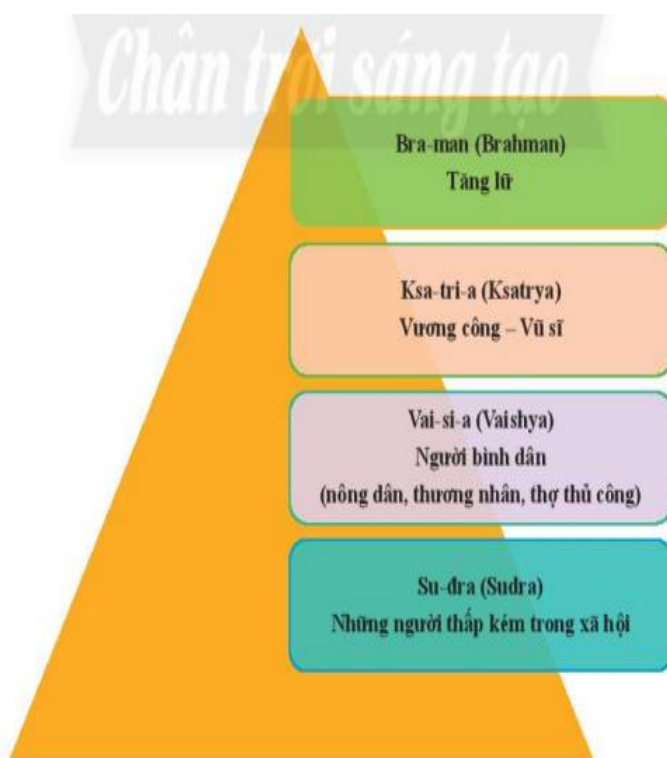 Chân trời sáng tạo
Bra-man (Brahman)
Tăng lữ
Ksa-tri-a (Ksatrya)
Vương công – Vũ sĩ
Vai-si-a (Vaishya)
Người bình dân
(nông dân, thương nhân, thợ thủ công)
Su-đra (Sudra)
Những người thấp kém trong xã hội